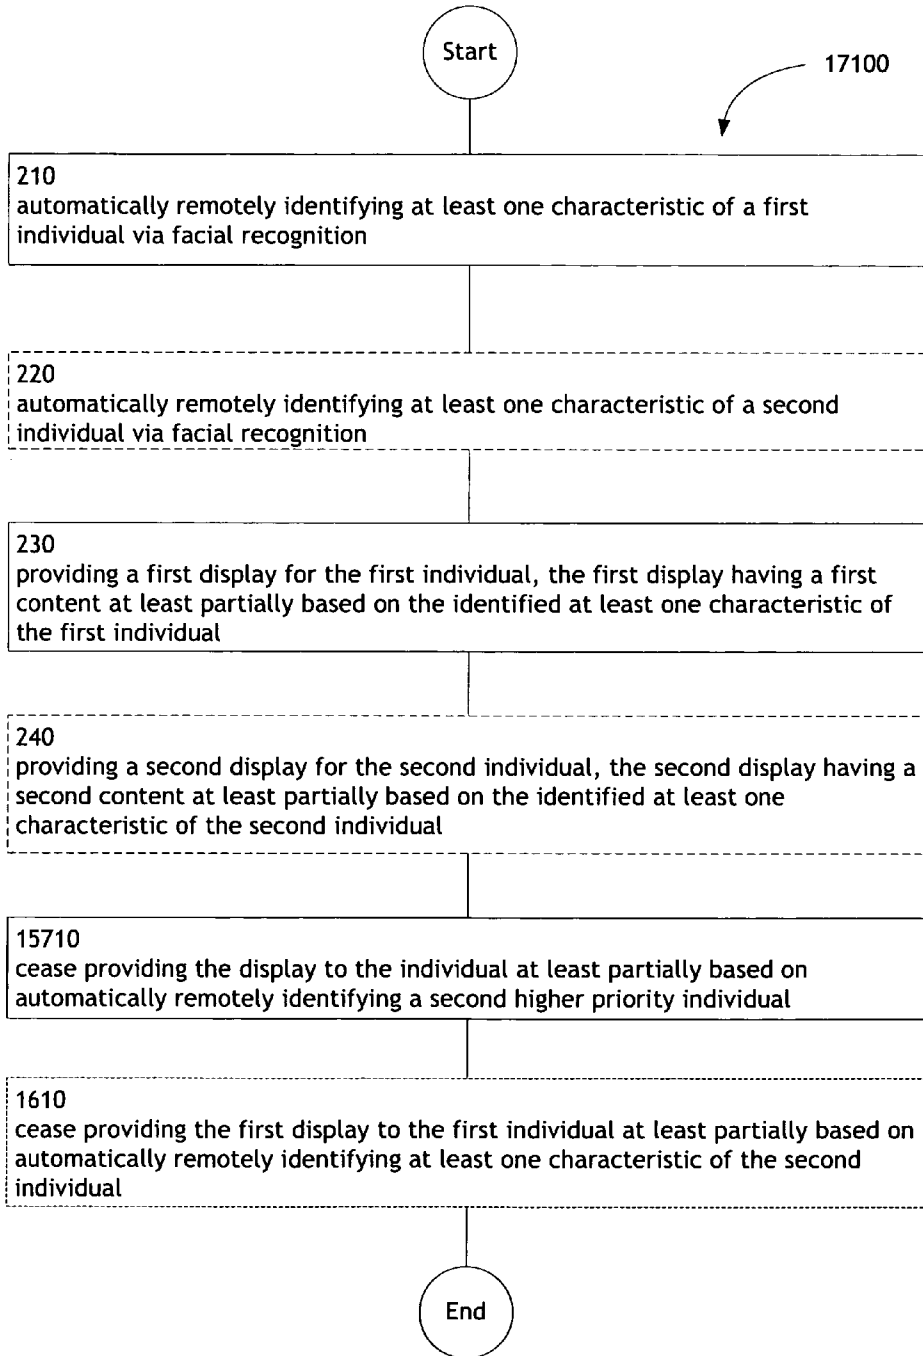 Start
17100
210
automatically remotely identifying at least one characteristic of a first
individual via facial recognition
220
automatically remotely identifying at least one characteristic of a second
individual via facial recognition
230
providing a first display for the first individual, the first display having a first
content at least partially based on the identified at least one characteristic of
the first individual
240
providing a second display for the second individual, the second display having a
second content at least partially based on the identified at least one
characteristic of the second individual
15710
cease providing the display to the individual at least partially based on
automatically remotely identifying a second higher priority individual
1610
cease providing the first display to the first individual at least partially based on
automatically remotely identifying at least one characteristic of the second
individual
End